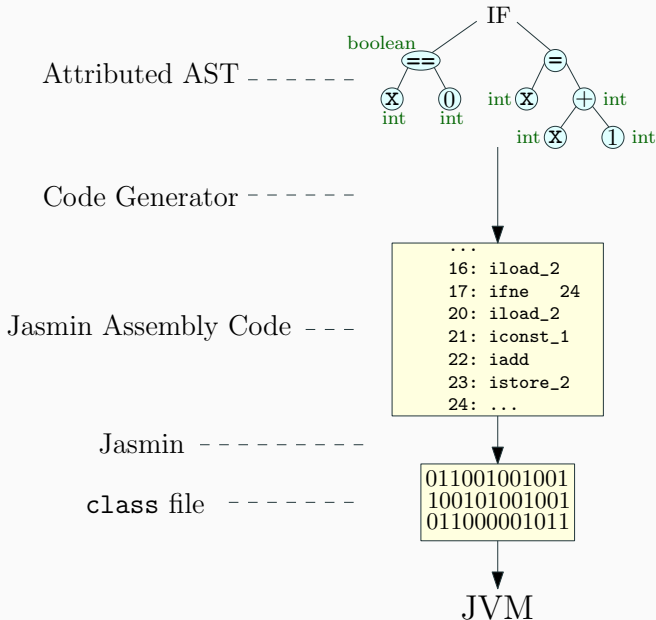 IF
boolean
== =
Attributed AST
x 0 int x + int
int int
int x 1 int
Code Generator
...
16: iload_2
17: ifne 24
20: iload_2
Jasmin Assembly Code
21: iconst_1
22: iadd
23: istore_2
24: ...
Jasmin
011001001001
class file
100101001001
011000001011
JVM